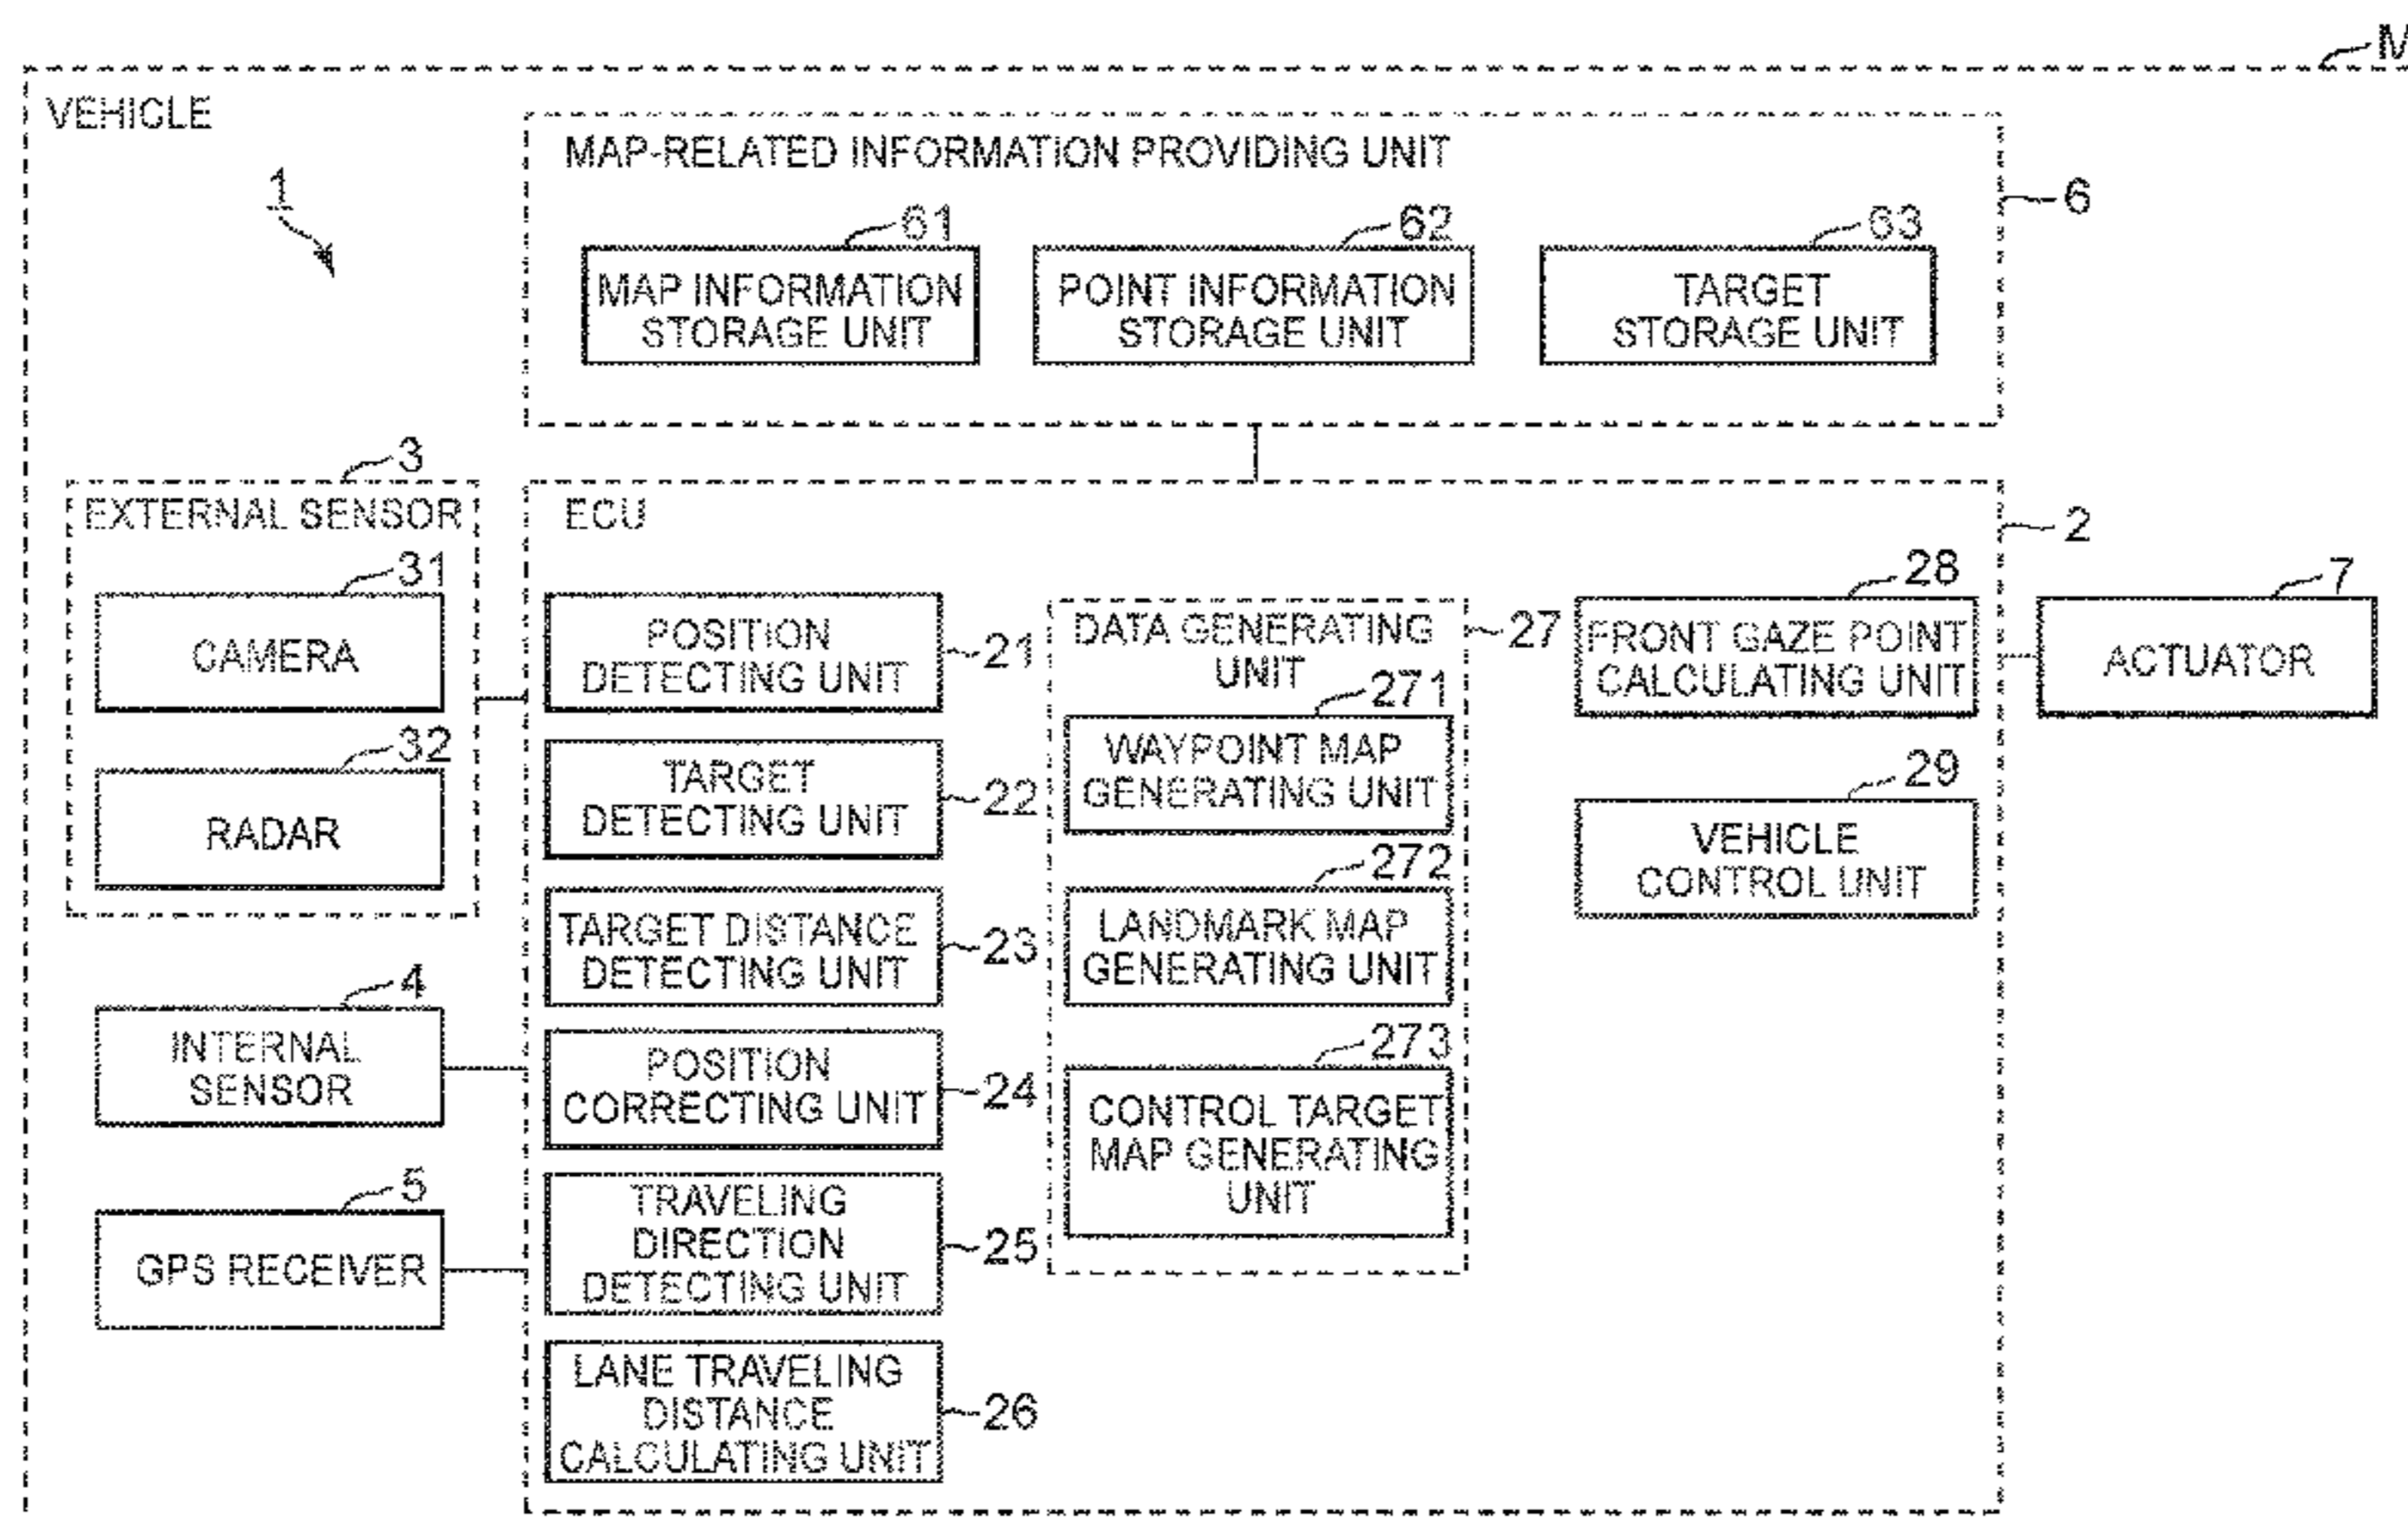 M
VEHICLE
1
MAP-RELATED INFORMATION PROVIDING UNIT
6
61
MAP INFORMATION
STORAGE UNIT
62
POINT INFORMATION
STORAGE UNIT
63
TARGET
STORAGE UNIT
3
EXTERNAL SENSOR
31
CAMERA
32
RADAR
4
INTERNAL
SENSOR
5
GPS RECEIVER
ECU
2
POSITION
DETECTING UNIT
21
TARGET
DETECTING UNIT
22
TARGET DISTANCE
DETECTING UNIT
23
POSITION
CORRECTING UNIT
24
TRAVELING
DIRECTION
DETECTING UNIT
25
LANE TRAVELING
DISTANCE
CALCULATING UNIT
26
DATA GENERATING
UNIT
27
271
WAYPOINT MAP
GENERATING UNIT
272
LANDMARK MAP
GENERATING UNIT
273
CONTROL TARGET
MAP GENERATING
UNIT
28
FRONT GAZE POINT
CALCULATING UNIT
29
VEHICLE
CONTROL UNIT
7
ACTUATOR